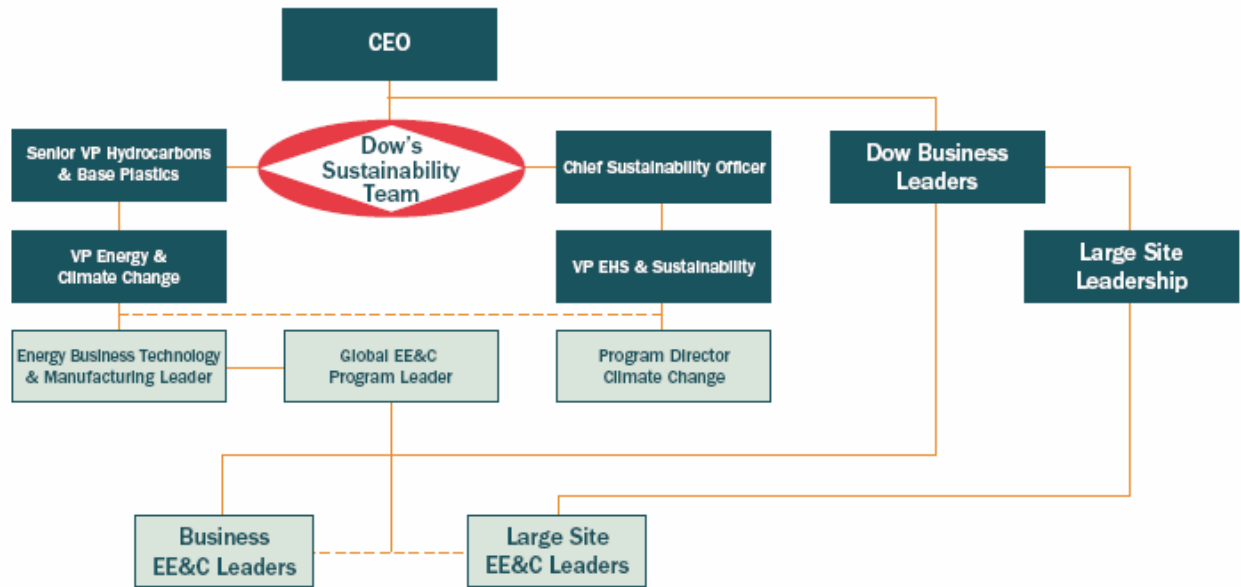 CEO
Senior VP Hydrocarbons
& Base Plastics
Dow's
Sustainability
Team
Chief Sustainability Officer
Dow Business
Leaders
VP Energy &
Climate Change
VP EHS & Sustainability
Large Site
Leadership
Energy Business Technology
& Manufacturing Leader
Global EE&C
Program Leader
Program Director
Climate Change
Business
EE&C Leaders
Large Site
EE&C Leaders